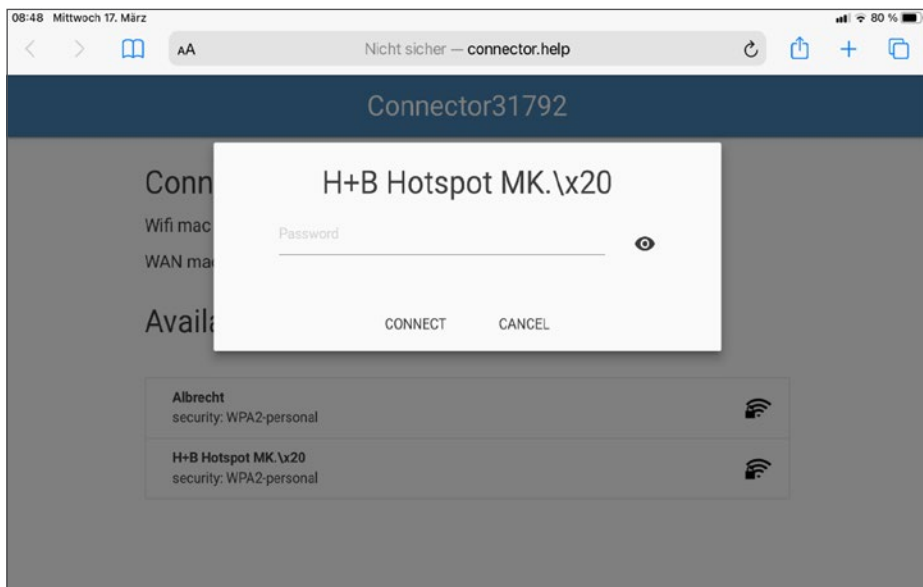 08:48 Mittwoch 17. März 80 %
AA Nicht sicher — connector.help
Connector31792
Conn
H+B Hotspot MK.\x20
Wifi mac
Password
WAN mac
Availa
CONNECT CANCEL
Albrecht
security: WPA2-personal
H+B Hotspot MK.\x20
security: WPA2-personal